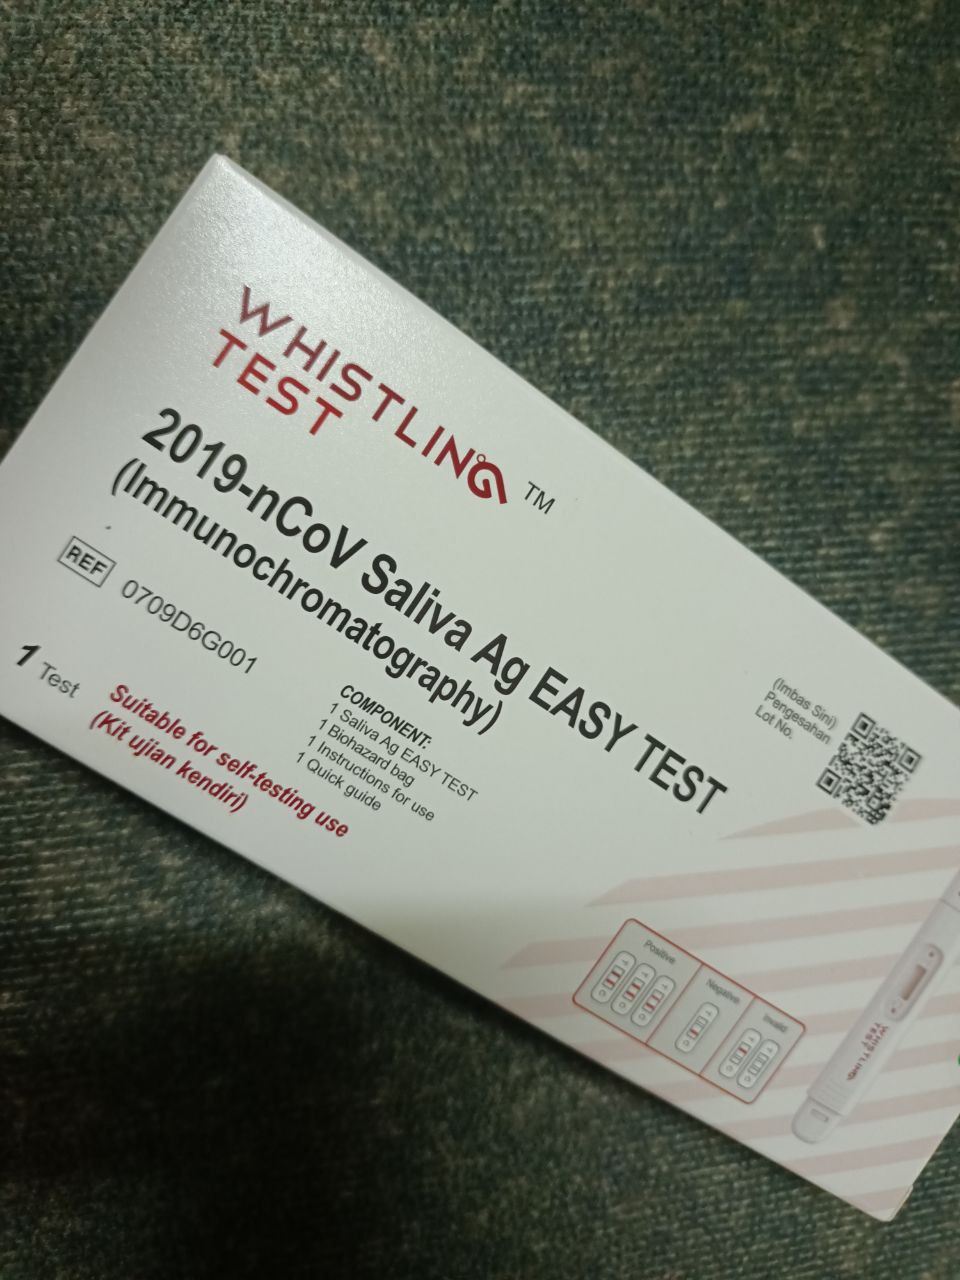 WHISTLING
TEST
TM
2019-nCoV Saliva Ag EASY TEST
(Immunochromatography)
REF 0709D6G001
1 Test
Suitable for self-testing use
(Kit ujian kendiri)
COMPONENT:
1 Saliva Ag EASY TEST
1 Biohazard bag
1 Instructions for use
1 Quick guide
(Imbas Sini)
Pengesahan
Lot No.
Positive
Negative
Invalid
T
C
T
C
T
C
T
C
T
C
T
C
WHISTLING
TEST